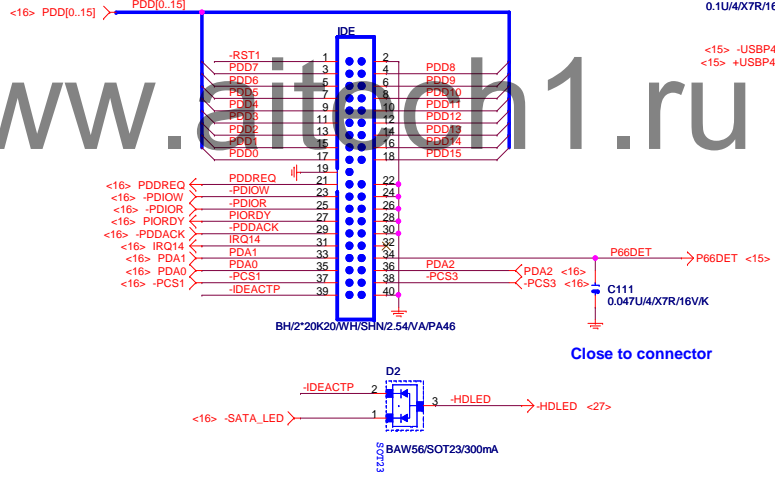 <16> PDD[0..15] PDD[0..15] 0.1U/4/X7R/16
IDE
<15> -USBP4
<15> +USBP4
-RST1 1 2
PDD7 3 4 PDD8
PDD6 5 6 PDD9
PDD5 7 8 PDD10
PDD4 9 10 PDD11
PDD3 11 12 PDD12
PDD2 13 14 PDD13
PDD1 15 16 PDD14
PDD0 17 18 PDD15
www.aitech1.ru
19
<16> PDDREQ PDDREQ 21 22
<16> -PDIOW -PDIOW 23 24
<16> -PDIOR -PDIOR 25 26
<16> PIORDY PIORDY 27 28
<16> -PDDACK -PDDACK 29 30
<16> IRQ14 IRQ14 31 32
<16> PDA1 PDA1 33 34 P66DET P66DET <15>
<16> PDA0 PDA0 35 36 PDA2 PDA2 <16>
<16> -PCS1 -PCS1 37 38 -PCS3 -PCS3 <16>
-IDEACTP 39 40
C111
0.047U/4/X7R/16V/K
BH/2*20K20/WH/SHN/2.54/VA/PA46
Close to connector
D2
-IDEACTP 2
3 -HDLED -HDLED <27>
<16> -SATA_LED 1
BAW56/SOT23/300mA
SOT23